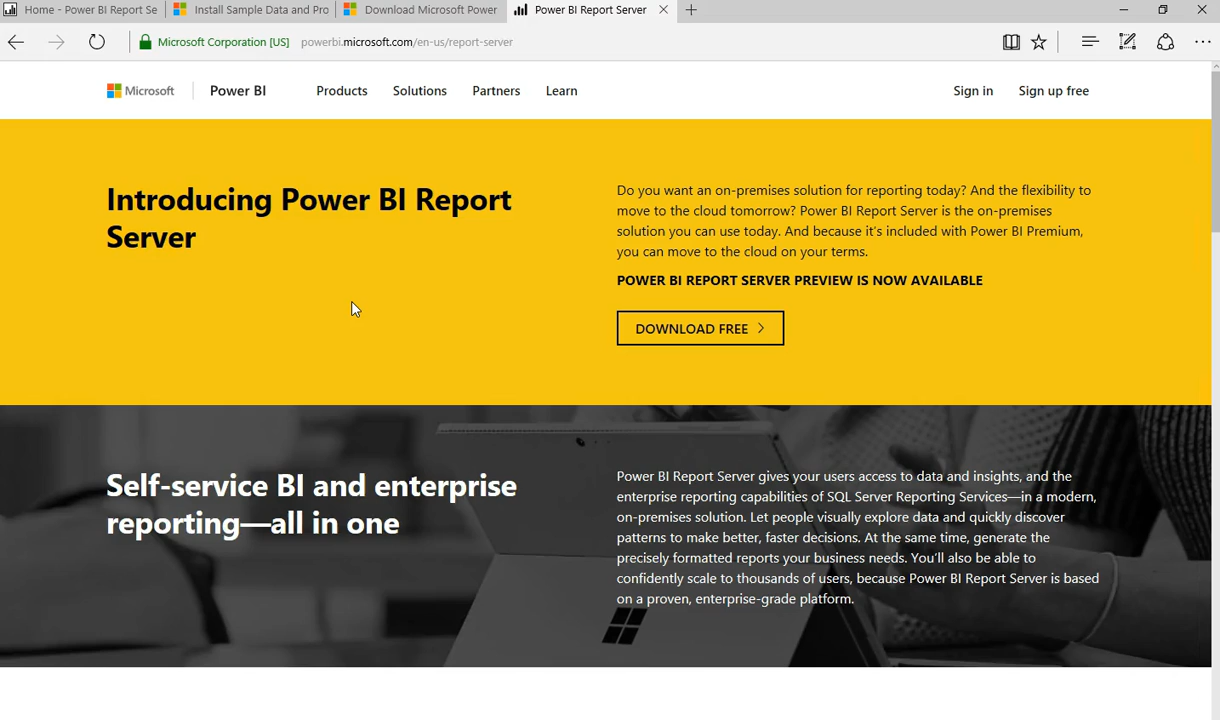 Home - Power BI Report Se
Install Sample Data and Pro
Download Microsoft Power
Power BI Report Server
Microsoft Corporation [US] powerbi.microsoft.com/en-us/report-server
Microsoft Power BI Products Solutions Partners Learn Sign in Sign up free
Introducing Power BI Report
Server
Do you want an on-premises solution for reporting today? And the flexibility to
move to the cloud tomorrow? Power BI Report Server is the on-premises
solution you can use today. And because it's included with Power BI Premium,
you can move to the cloud on your terms.
POWER BI REPORT SERVER PREVIEW IS NOW AVAILABLE
DOWNLOAD FREE
Self-service BI and enterprise
reporting—all in one
Power BI Report Server gives your users access to data and insights, and the
enterprise reporting capabilities of SQL Server Reporting Services—in a modern,
on-premises solution. Let people visually explore data and quickly discover
patterns to make better, faster decisions. At the same time, generate the
precisely formatted reports your business needs. You'll also be able to
confidently scale to thousands of users, because Power BI Report Server is based
on a proven, enterprise-grade platform.